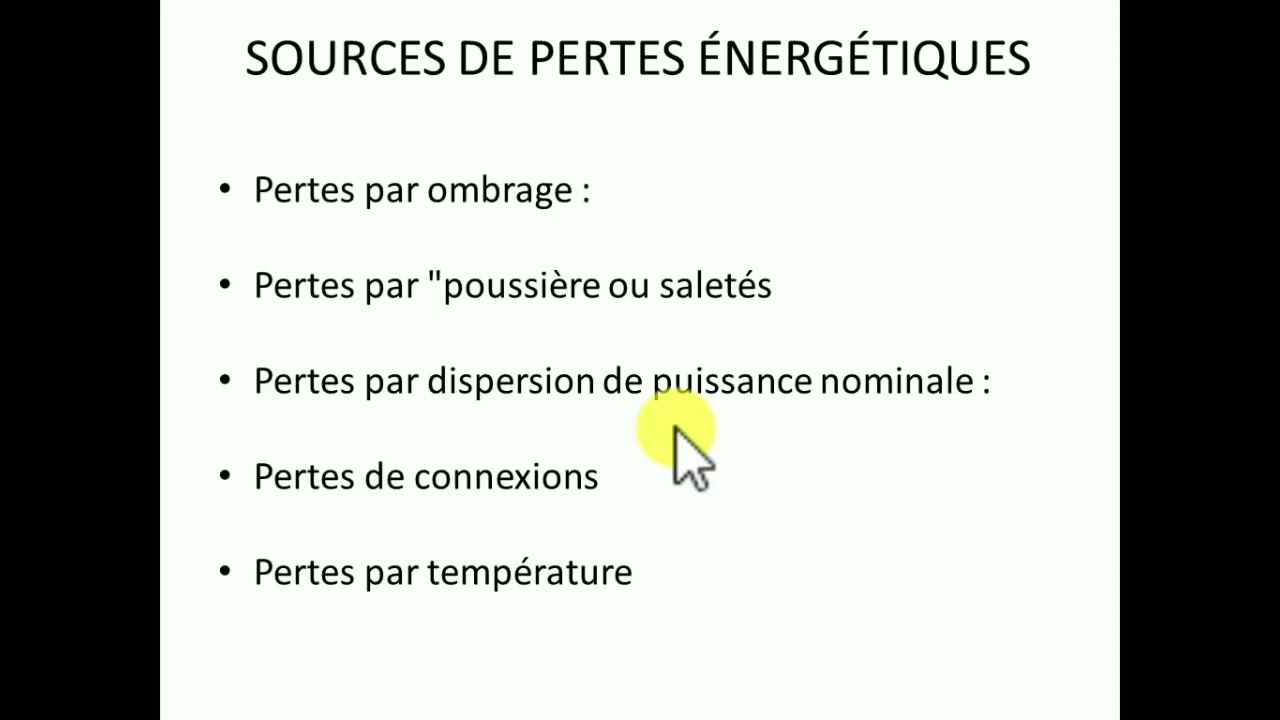 SOURCES DE PERTES ÉNERGÉTIQUES
• Pertes par ombrage :
• Pertes par "poussière ou saletés
• Pertes par dispersion de puissance nominale :
• Pertes de connexions
• Pertes par température